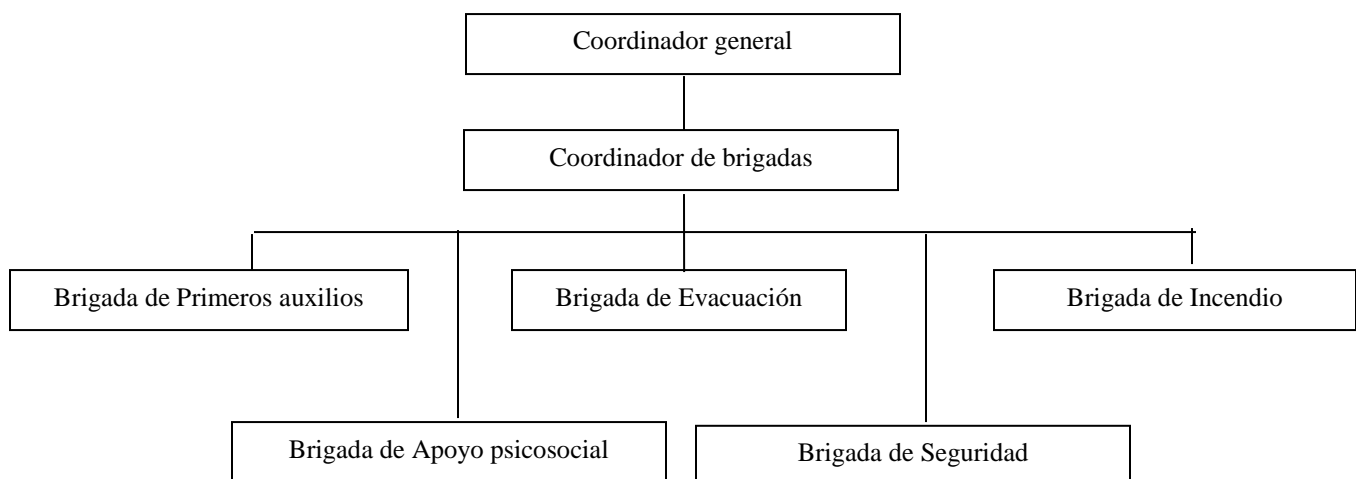 Coordinador general
Coordinador de brigadas
Brigada de Primeros auxilios
Brigada de Evacuación
Brigada de Incendio
Brigada de Apoyo psicosocial
Brigada de Seguridad